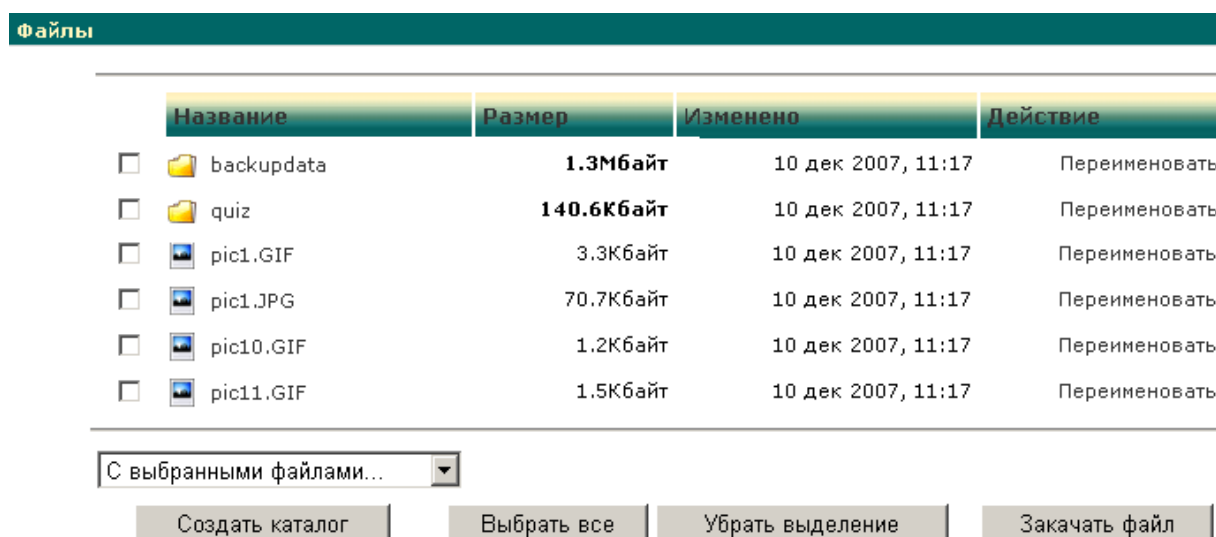 Файлы
Название Размер Изменено Действие
backupdata 1.3Мбайт 10 дек 2007, 11:17 Переименовать
quiz 140.6Кбайт 10 дек 2007, 11:17 Переименовать
pic1.GIF 3.3Кбайт 10 дек 2007, 11:17 Переименовать
pic1.JPG 70.7Кбайт 10 дек 2007, 11:17 Переименовать
pic10.GIF 1.2Кбайт 10 дек 2007, 11:17 Переименовать
pic11.GIF 1.5Кбайт 10 дек 2007, 11:17 Переименовать
С выбранными файлами...
Создать каталог Выбрать все Убрать выделение Закачать файл